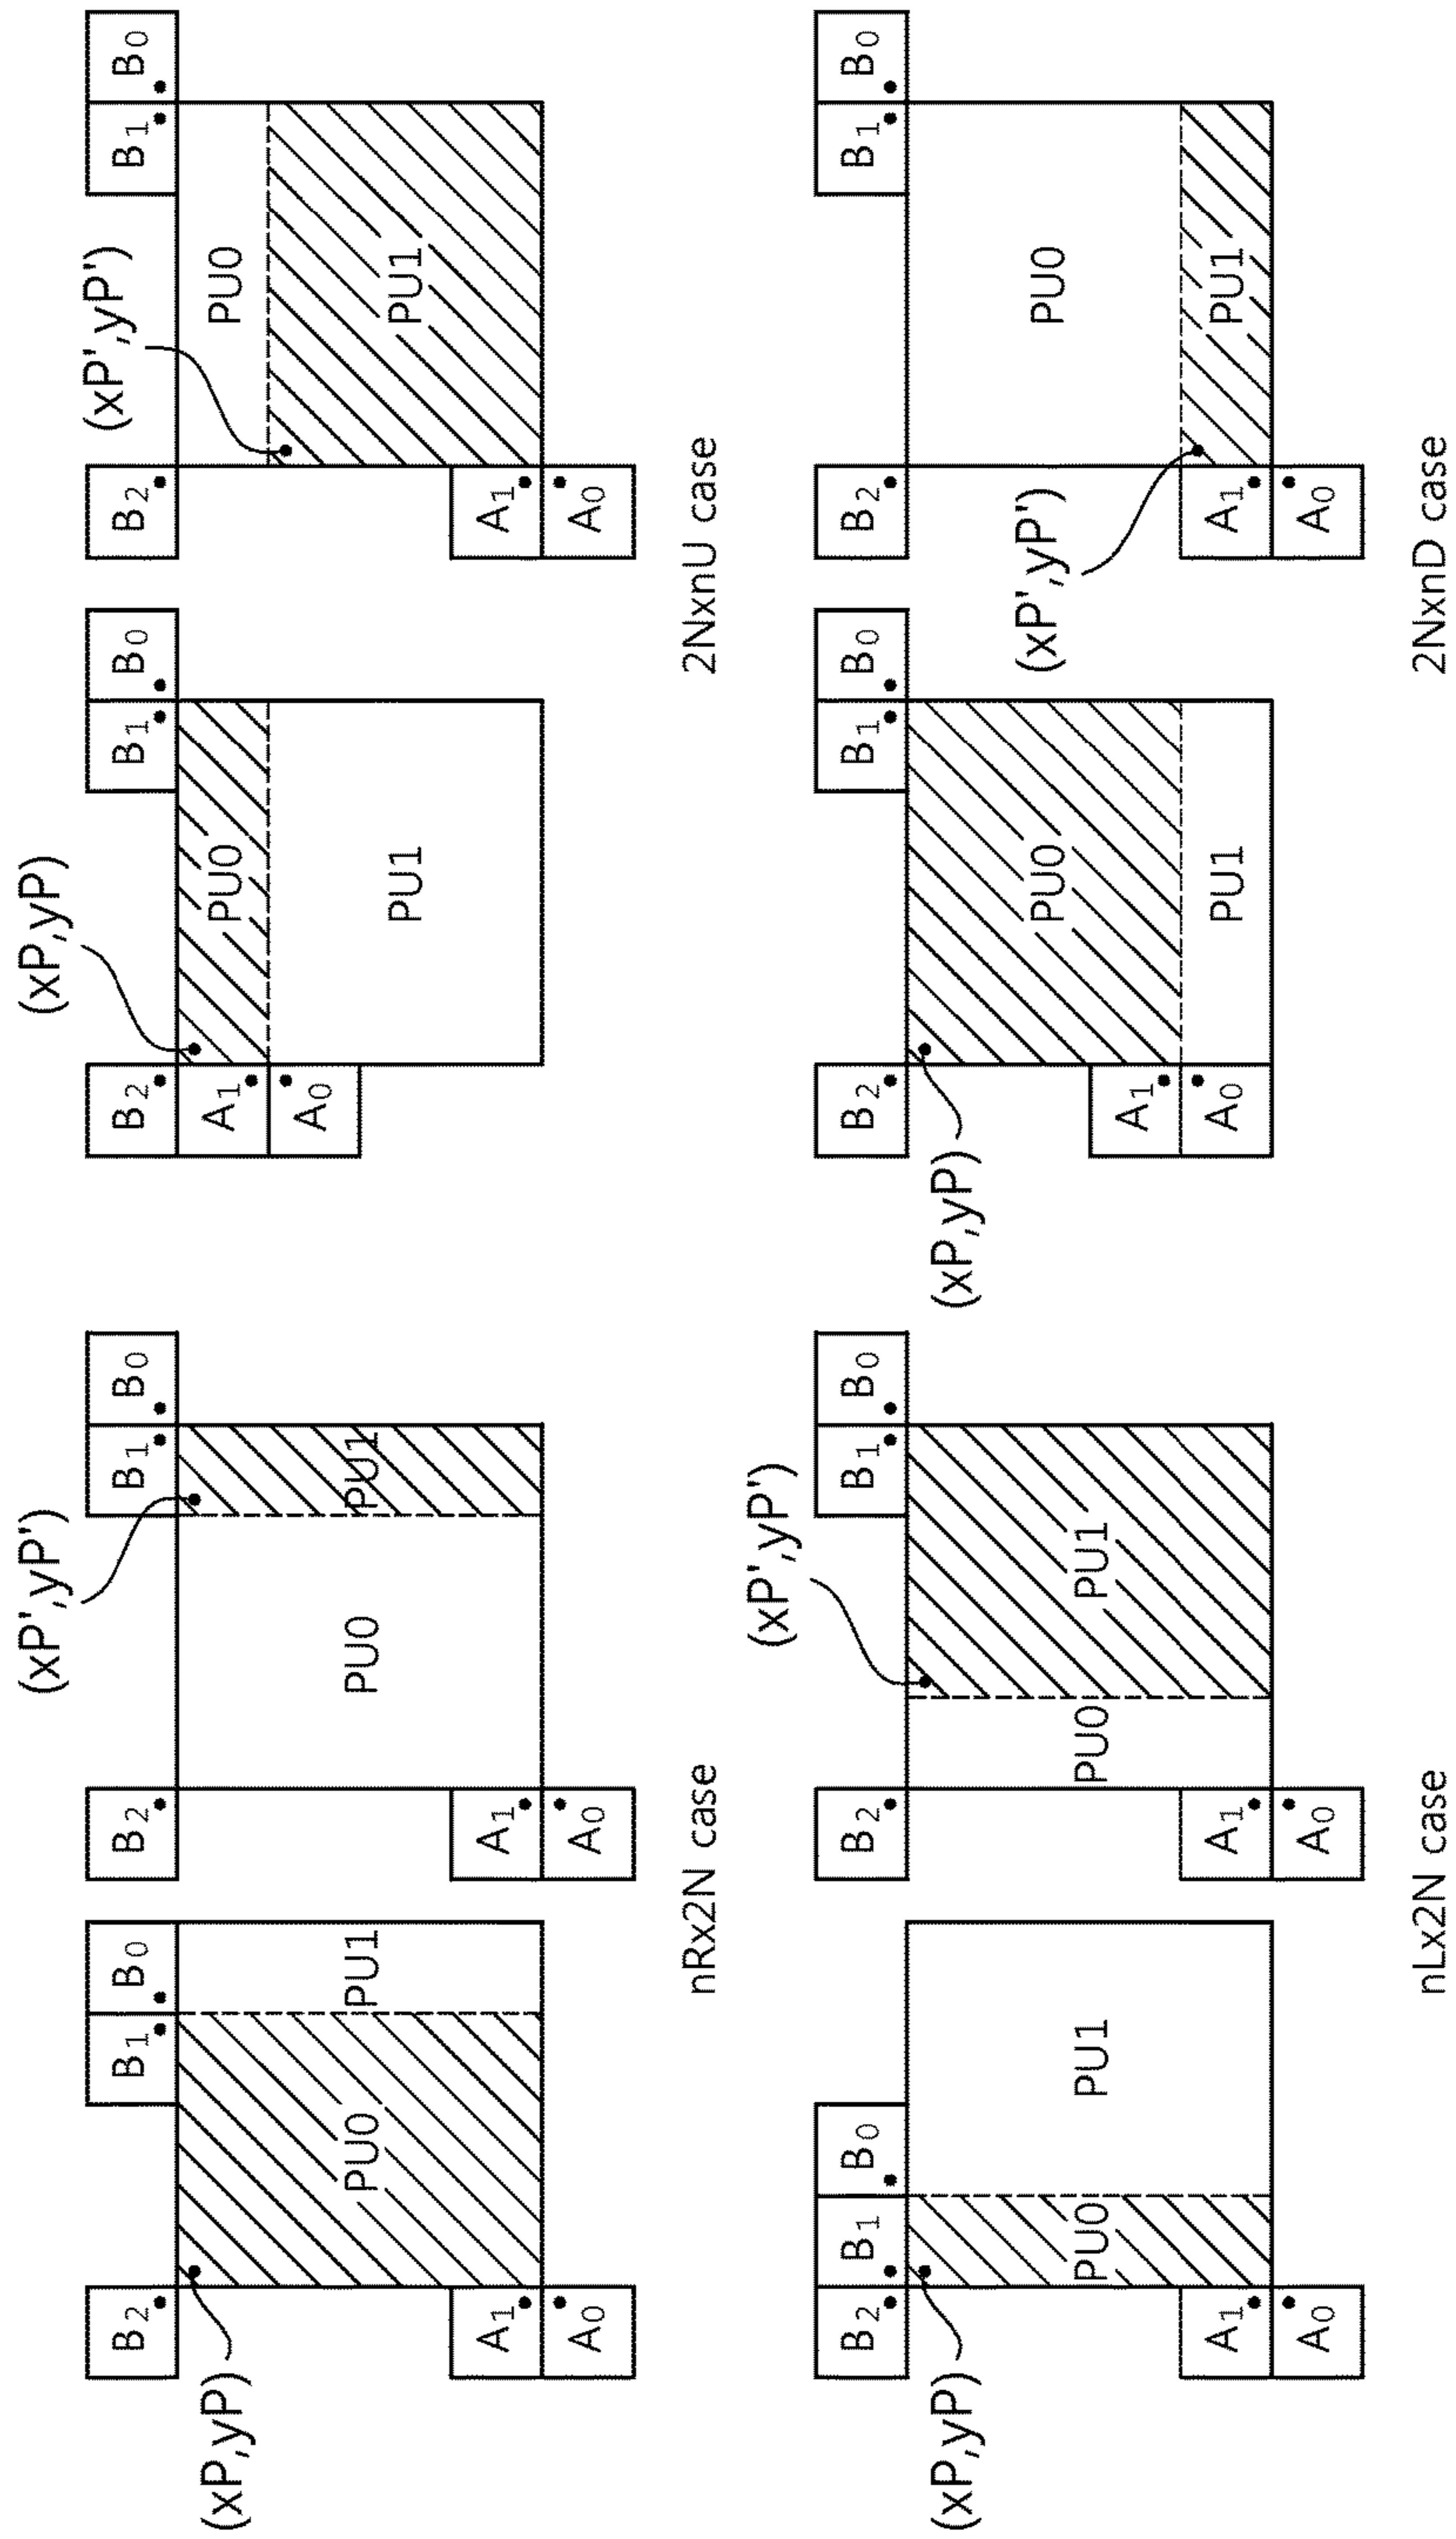 B2 B1 B0
(xP,yP)
PU0 PU1
A1
A0
(xP',yP')
B2 B1 B0
PU0 PU1
A1
A0
nRx2N case
(xP,yP)
B2 B1 B0
A1 PU0
A0
PU1
(xP',yP')
B2 B1 B0
PU0
PU1
A1
A0
2NxnU case
B2 B1 B0
(xP,yP)
PU0 PU1
A1
A0
(xP',yP')
B2 B1 B0
PU0 PU1
A1
A0
nLx2N case
B2 B1 B0
(xP,yP)
PU0
A1
A0 PU1
B2 B1 B0
PU0
(xP',yP')
A1 PU1
A0
2NxnD case